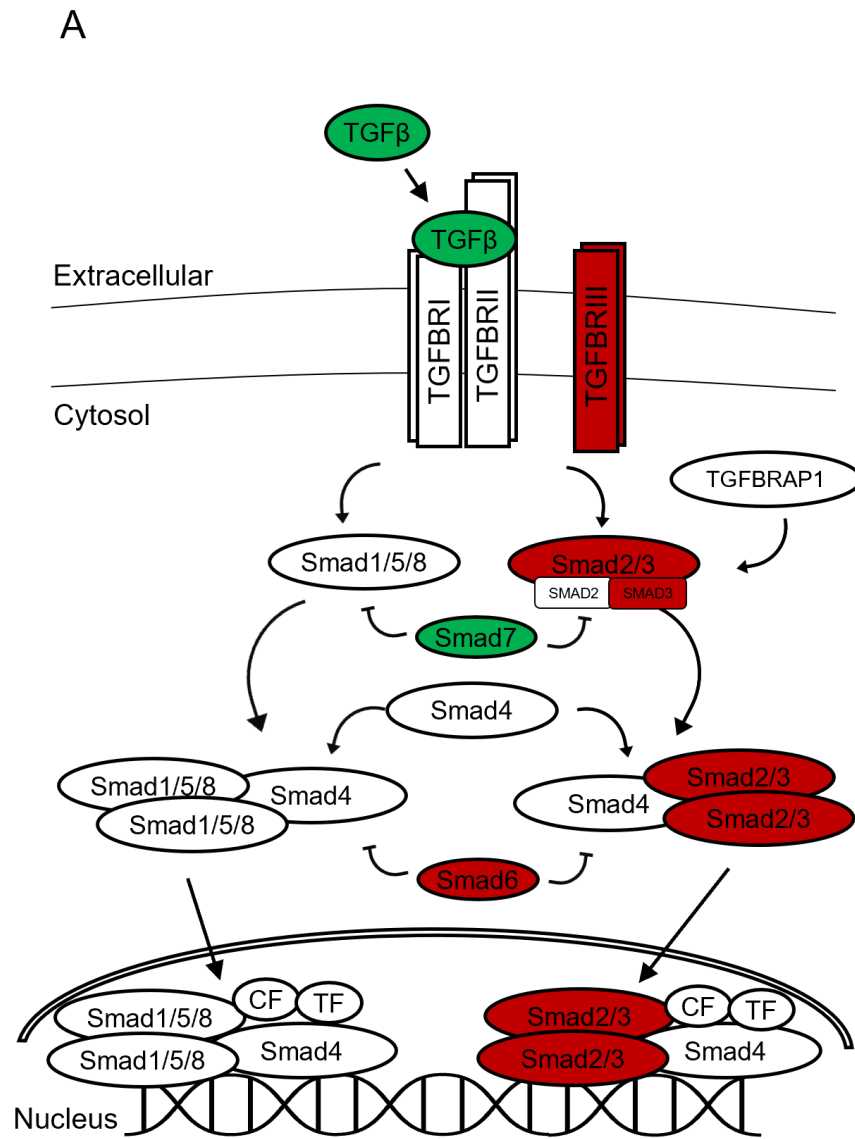 A
TGFβ
TGFβ
TGFBRI
TGFBRII
TGFBRIII
Extracellular
Cytosol
TGFBRAP1
Smad1/5/8
Smad2/3
SMAD2
SMAD3
Smad7
Smad4
Smad1/5/8
Smad4
Smad1/5/8
Smad2/3
Smad4
Smad2/3
Smad6
CF
TF
Smad1/5/8
Smad1/5/8
Smad4
CF
TF
Smad2/3
Smad2/3
Smad4
Nucleus